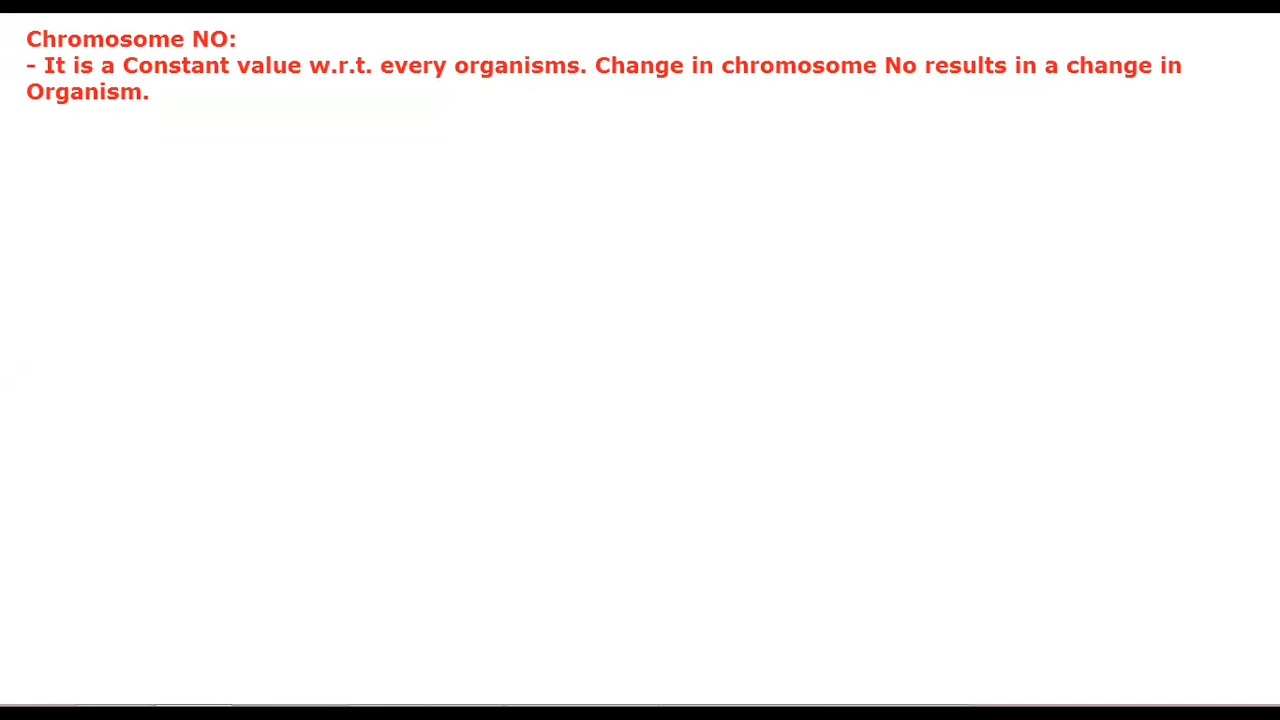 Chromosome NO:
- It is a Constant value w.r.t. every organisms. Change in chromosome No results in a change in
Organism.